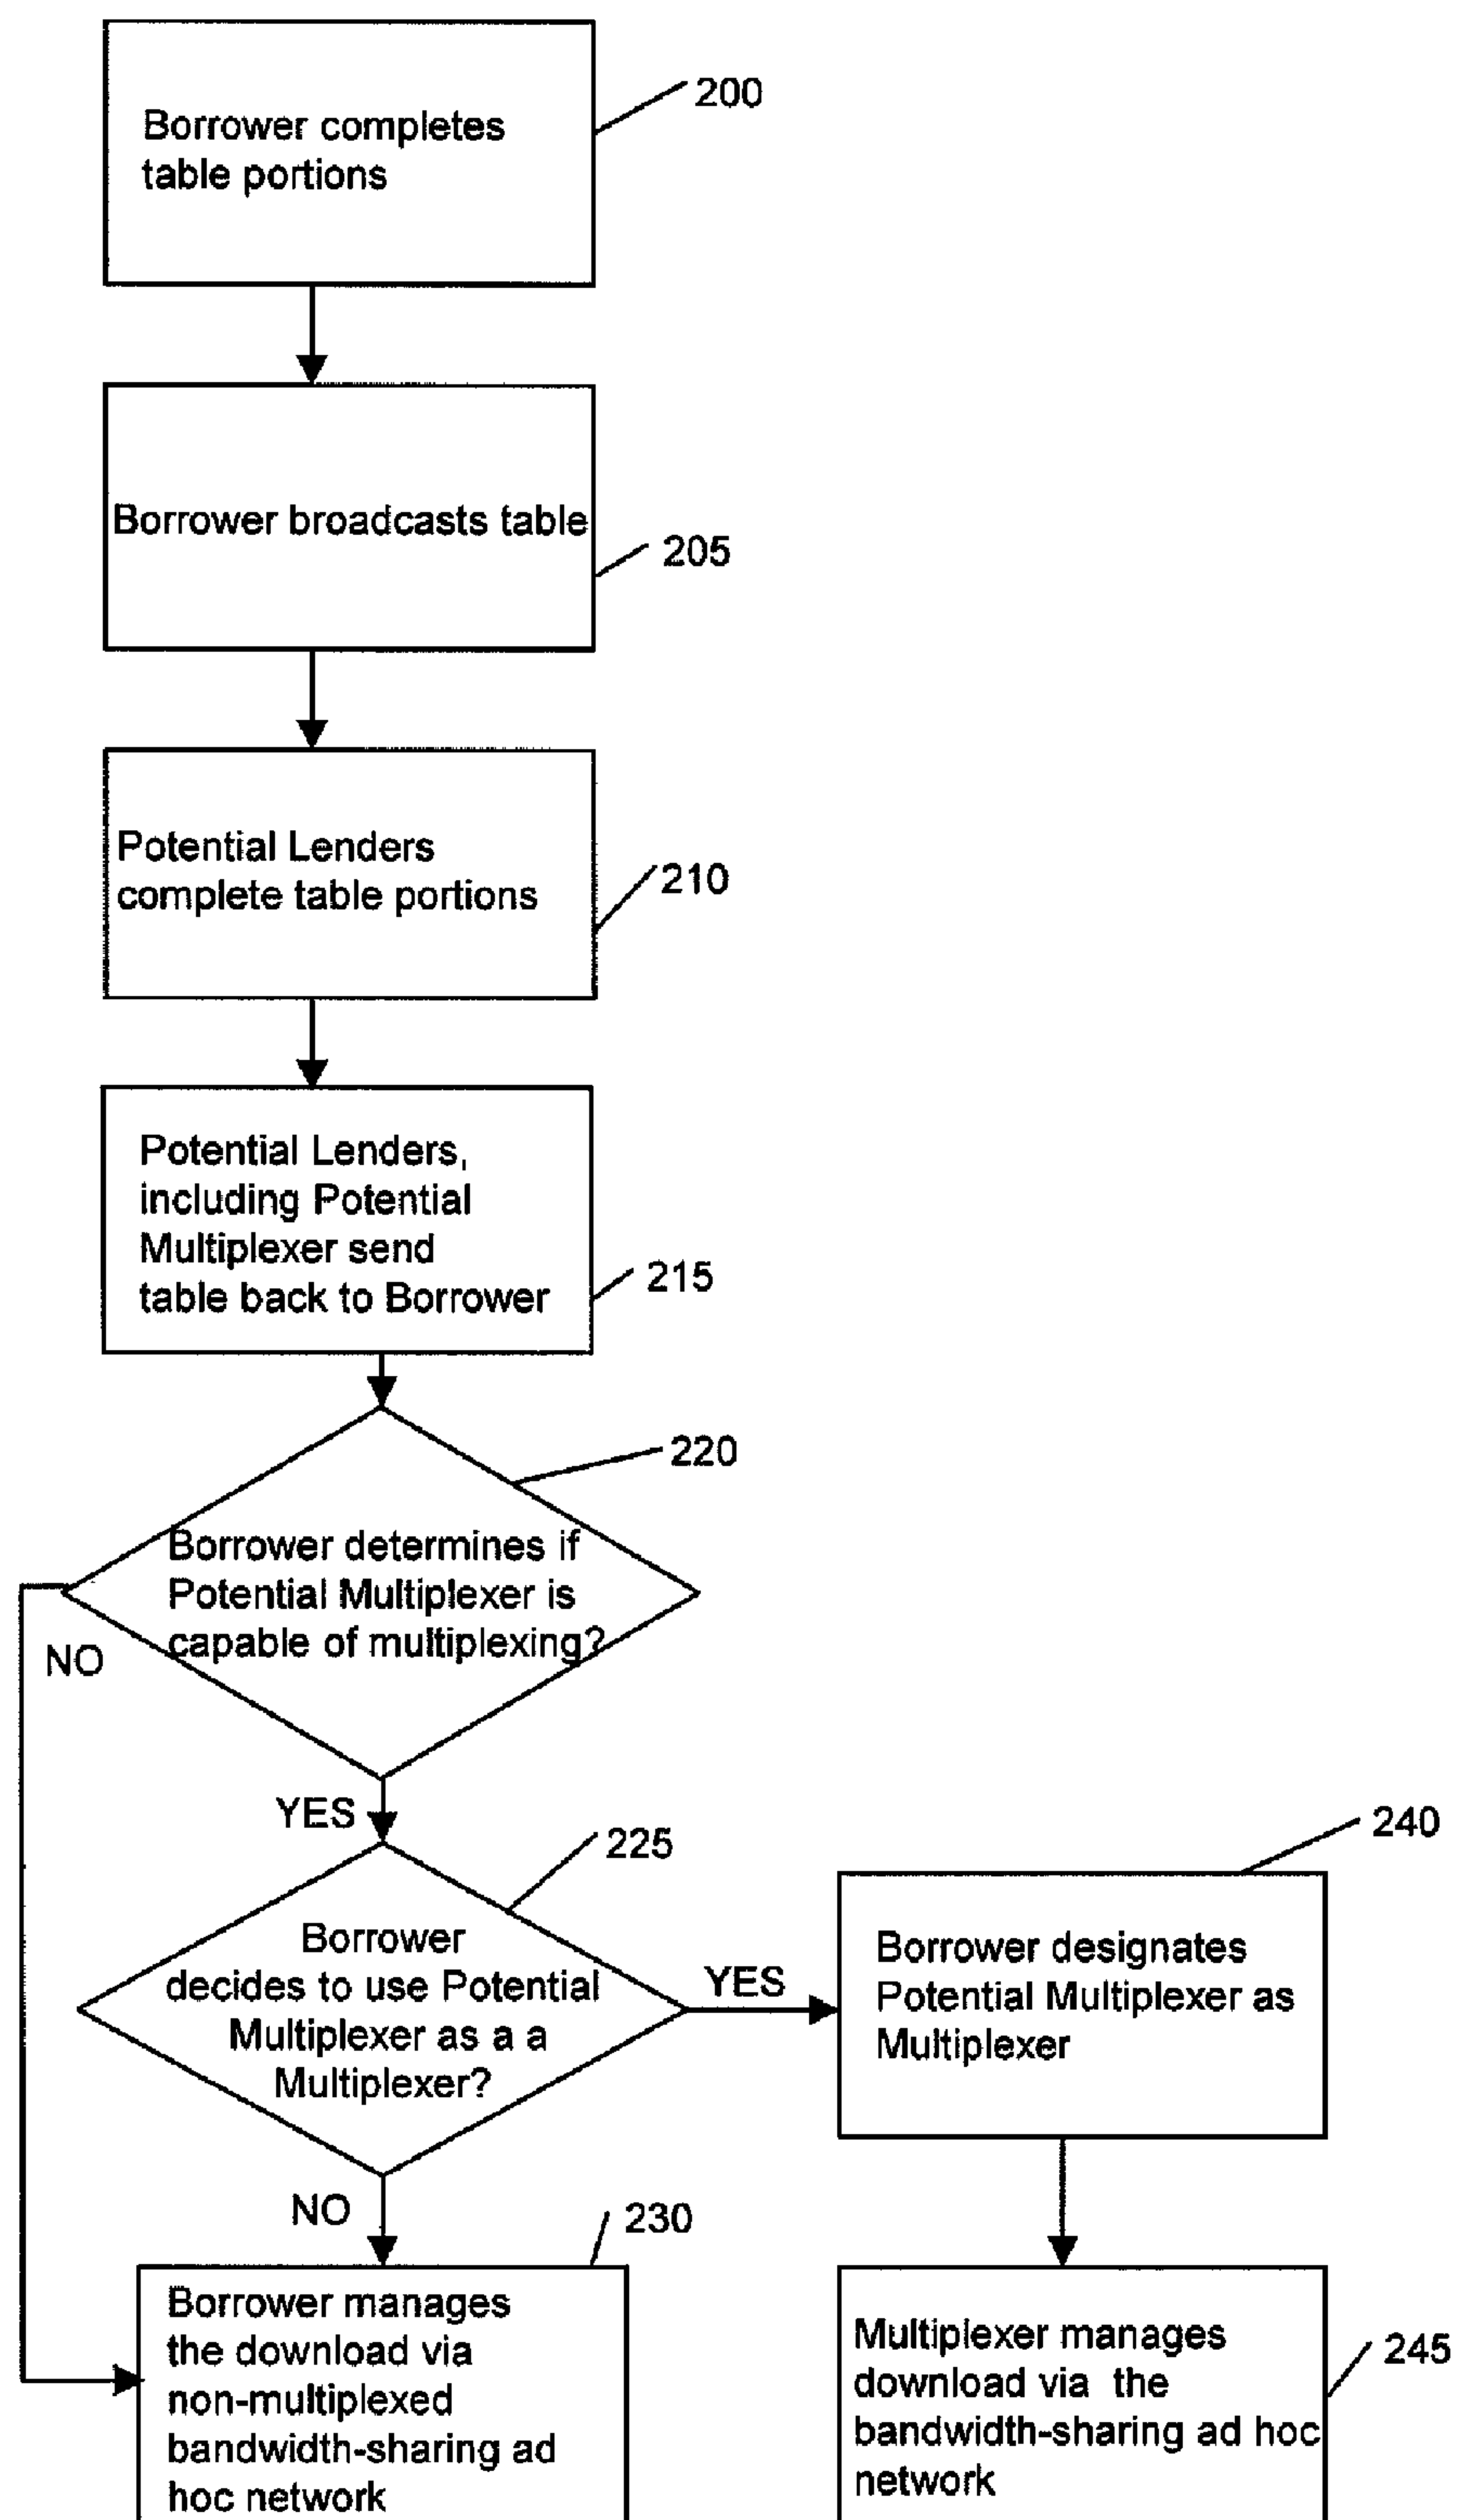 Borrower completes
table portions
200
Borrower broadcasts table
205
Potential Lenders
complete table portions
210
Potential Lenders,
including Potential
Multiplexer send
table back to Borrower
215
220
Borrower determines if
Potential Multiplexer is
capable of multiplexing?
NO
YES
225
Borrower
decides to use Potential
Multiplexer as a a
Multiplexer?
YES
240
Borrower designates
Potential Multiplexer as
Multiplexer
NO
230
Borrower manages
the download via
non-multiplexed
bandwidth-sharing ad
hoc network
Multiplexer manages
download via the
bandwidth-sharing ad hoc
network
245